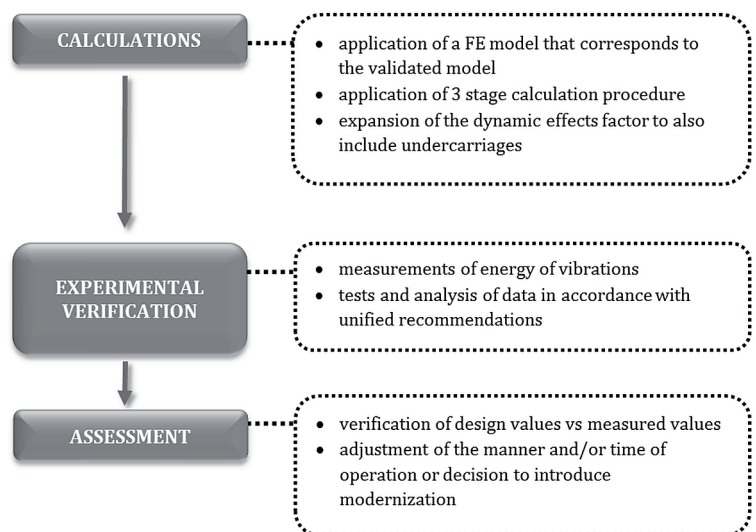 CALCULATIONS
• application of a FE model that corresponds to
the validated model
• application of 3 stage calculation procedure
• expansion of the dynamic effects factor to also
include undercarriages
EXPERIMENTAL
VERIFICATION
• measurements of energy of vibrations
• tests and analysis of data in accordance with
unified recommendations
ASSESSMENT
• verification of design values vs measured values
• adjustment of the manner and/or time of
operation or decision to introduce
modernization